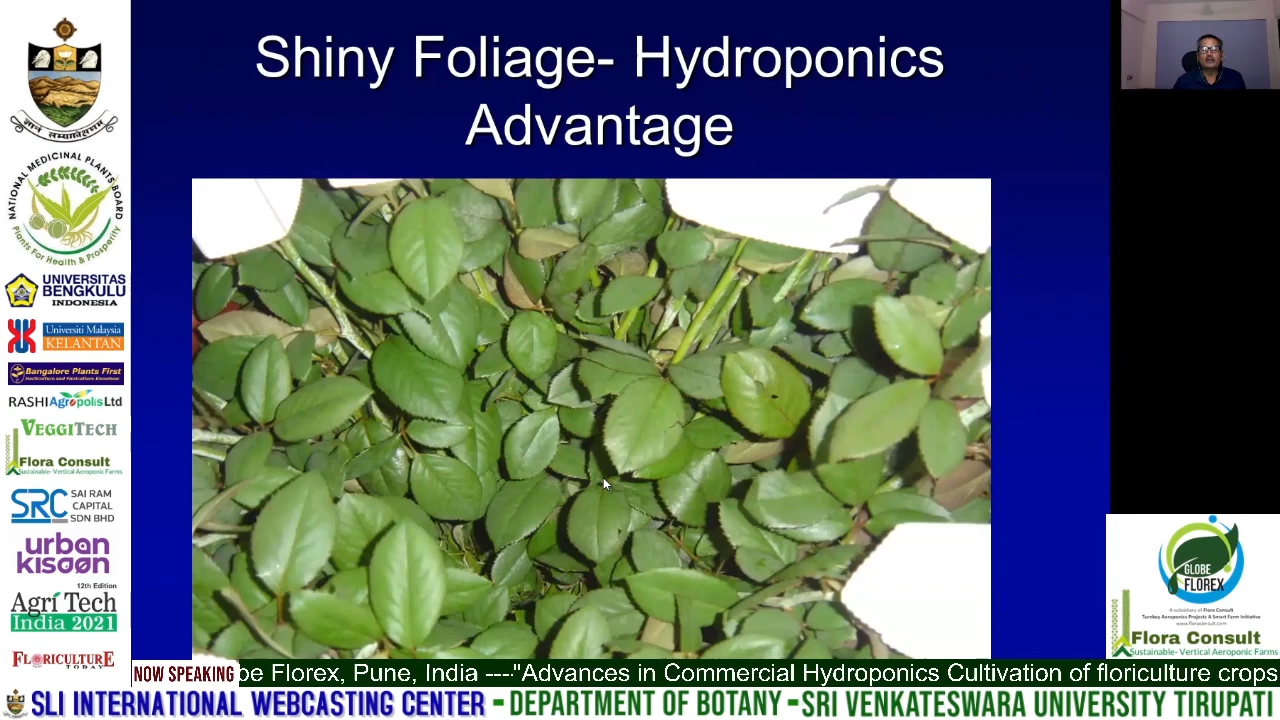 Shiny Foliage- Hydroponics
Advantage
ज्ञानं सम्यगवेक्षणम्
NATIONAL MEDICINAL PLANTS BOARD
Plants For Health & Prosperity
UNIVERSITAS
BENGKULU
INDONESIA
Universiti Malaysia
KELANTAN
Bangalore Plants First
RASHI Agropolis Ltd
VEGGITECH
Flora Consult
Sustainable- Vertical Aeroponic Farms
SRC SAI RAM
CAPITAL
SDN BHD
urban
kisaan
12th Edition
Agri Tech
India 2021
FLORICULTURE
TODAY
GLOBE
FLOREX
A subsidiary of Flora Consult
Turnkey Aeroponics Projects & Smart Farm Initiative
www.floraconsult.com
Flora Consult
Sustainable- Vertical Aeroponic Farms
NOW SPEAKING be Florex, Pune, India ---"Advances in Commercial Hydroponics Cultivation of floriculture crops
SLI INTERNATIONAL WEBCASTING CENTER - DEPARTMENT OF BOTANY - SRI VENKATESWARA UNIVERSITY TIRUPATI